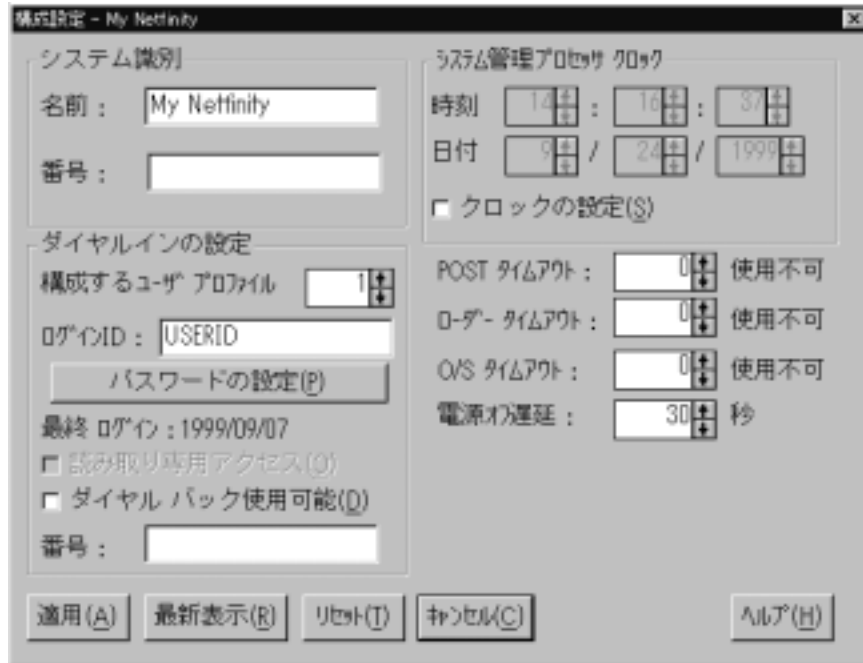 構成設定 - My Netfinity
システム識別
名前： My Netfinity
番号：
ダイヤルインの設定
構成するﾕｰｻﾞ ﾌﾟﾛﾌｧｲﾙ 1
ﾛｸﾞｲﾝID： USERID
パスワードの設定(P)
最終 ﾛｸﾞｲﾝ：1999/09/07
読み取り専用アクセス(O)
ダイヤル バック使用可能(D)
番号：
ｼｽﾃﾑ管理ﾌﾟﾛｾｯｻ ｸﾛｯｸ
時刻 14 : 16 : 37
日付 9 / 24 / 1999
クロックの設定(S)
POST ﾀｲﾑｱｳﾄ： 0 使用不可
ﾛｰﾀﾞｰ ﾀｲﾑｱｳﾄ： 0 使用不可
O/S ﾀｲﾑｱｳﾄ： 0 使用不可
電源ｵﾌ遅延： 30 秒
適用(A) 最新表示(R) ﾘｾｯﾄ(T) ｷｬﾝｾﾙ(C) ﾍﾙﾌﾟ(H)